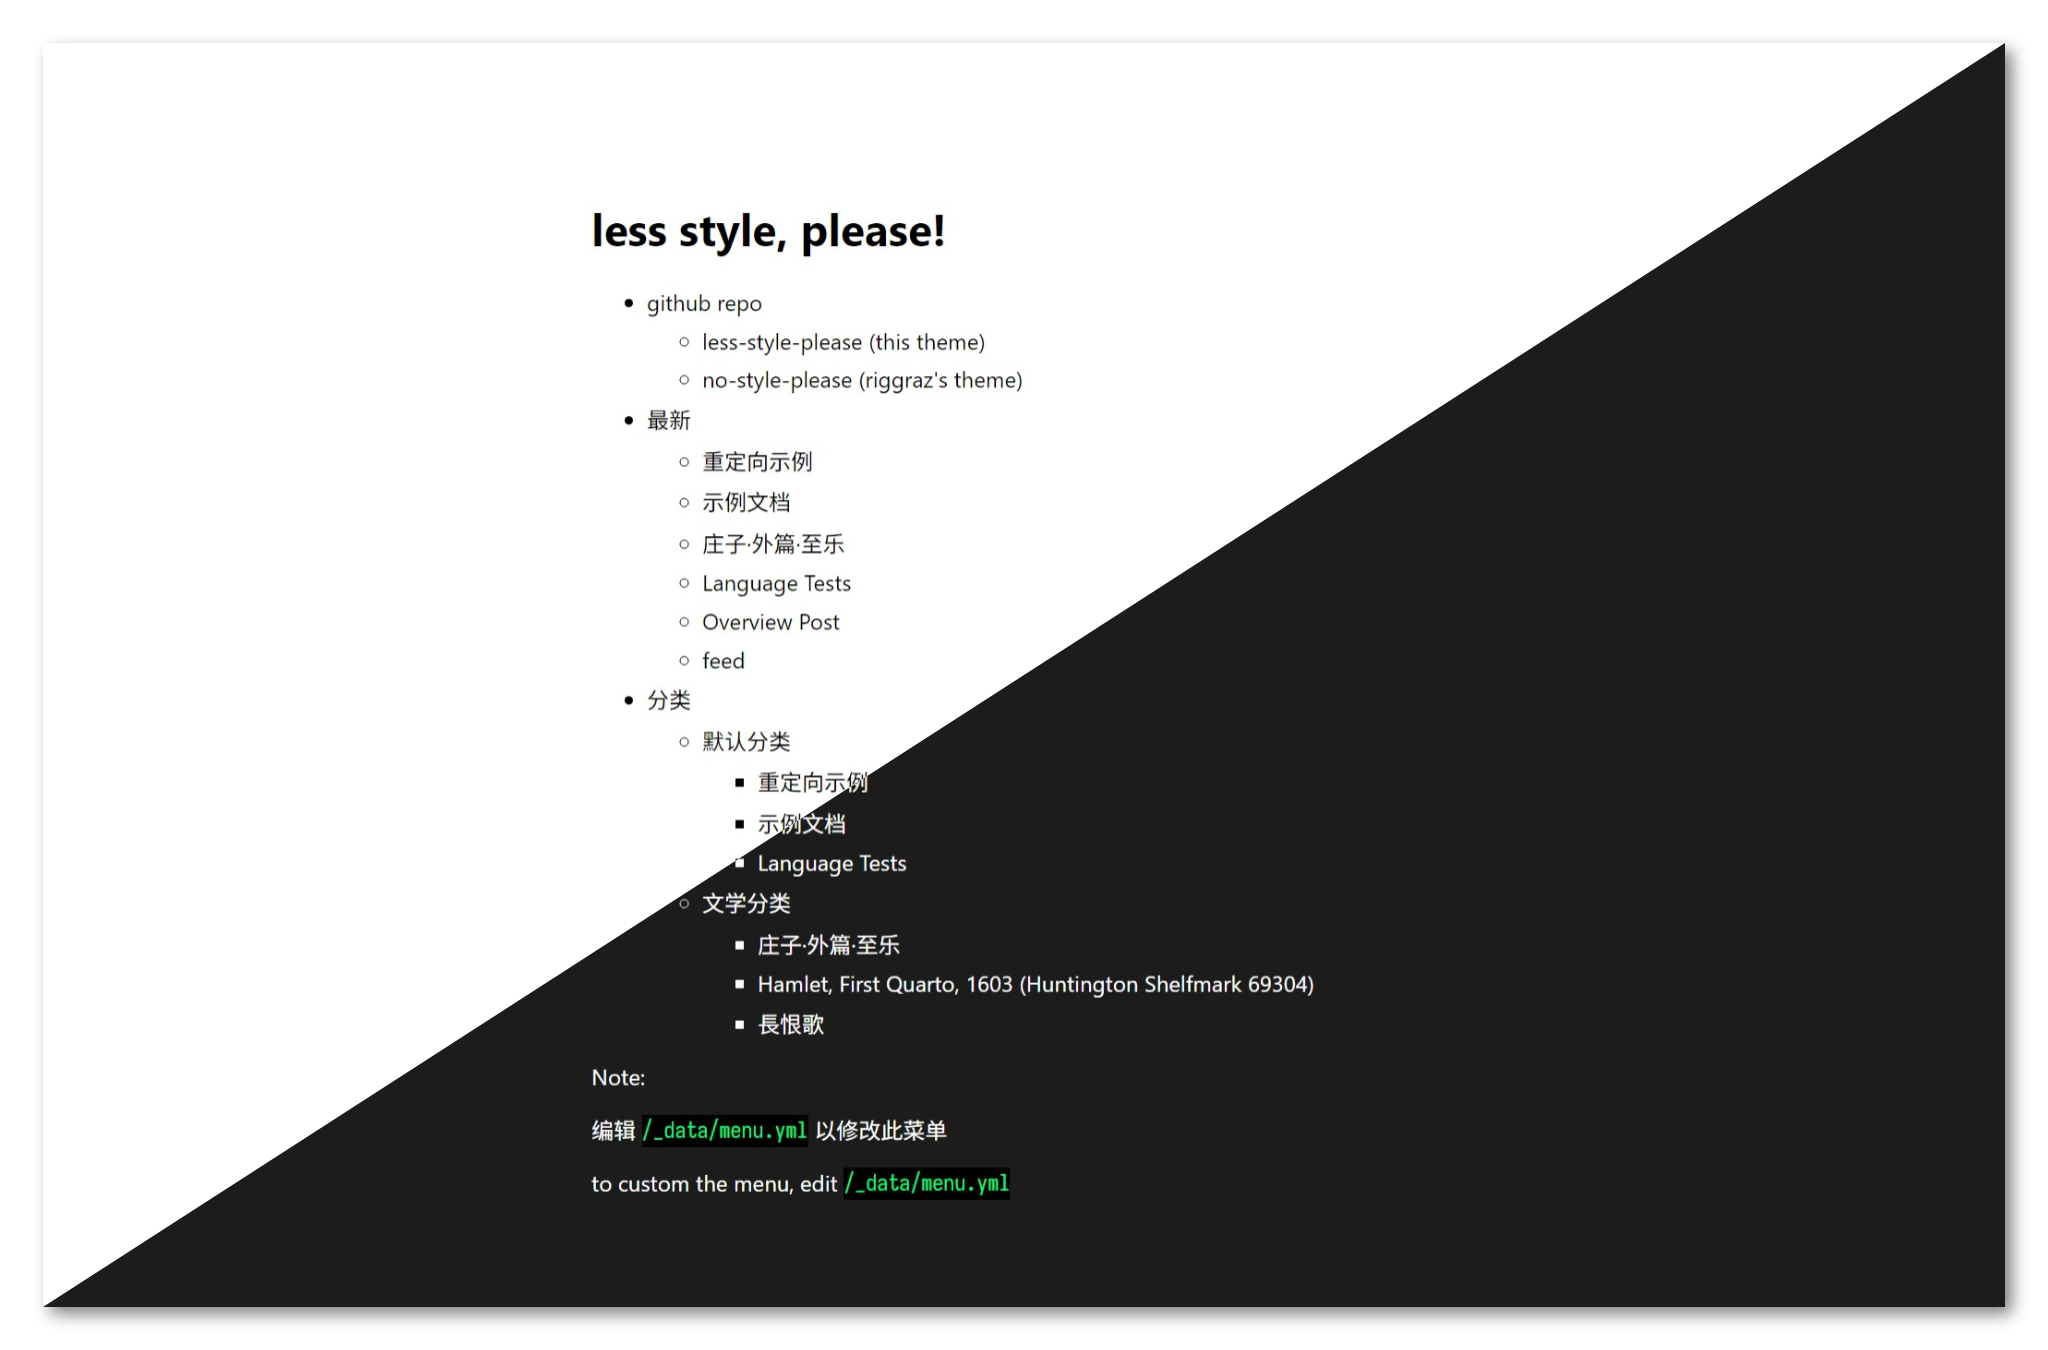 less style, please!
github repo
less-style-please (this theme)
no-style-please (riggraz's theme)
最新
重定向示例
示例文档
庄子·外篇·至乐
Language Tests
Overview Post
feed
分类
默认分类
重定向示例
示例文档
Language Tests
文学分类
庄子·外篇·至乐
Hamlet, First Quarto, 1603 (Huntington Shelfmark 69304)
長恨歌
Note:
编辑 /_data/menu.yml 以修改此菜单
to custom the menu, edit /_data/menu.yml